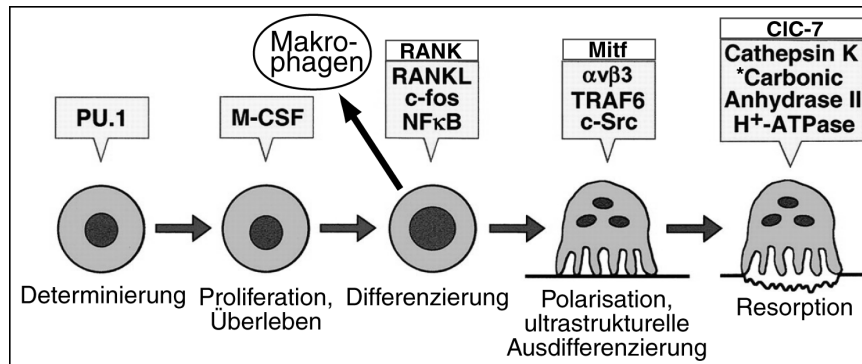 Makro-
phagen
PU.1
M-CSF
RANK
RANKL
c-fos
NFκB
Mitf
αvβ3
TRAF6
c-Src
ClC-7
Cathepsin K
*Carbonic
Anhydrase II
H+-ATPase
Determinierung
Proliferation,
Überleben
Differenzierung
Polarisation,
ultrastrukturelle
Ausdifferenzierung
Resorption